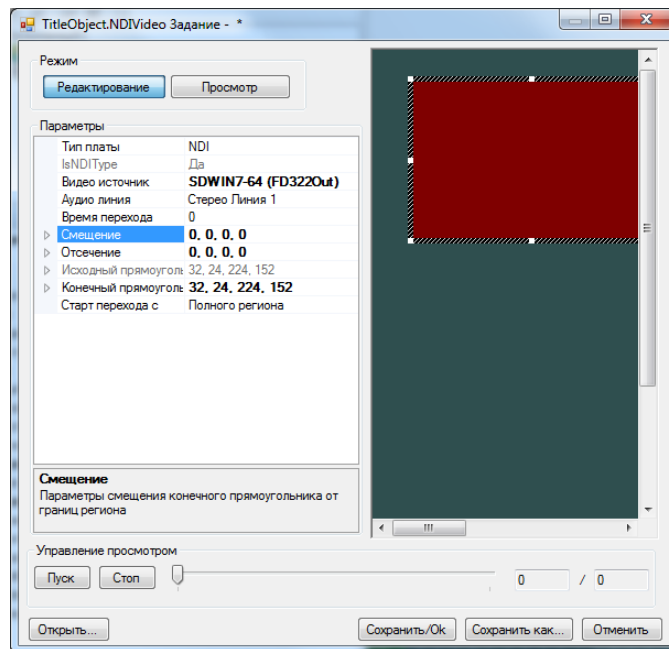 TitleObject.NDIVideo Задание - *
Режим
Редактирование Просмотр
Параметры
Тип платы NDI
IsNDIType Да
Видео источник SDWIN7-64 (FD322Out)
Аудио линия Стерео Линия 1
Время перехода 0
Смещение 0, 0, 0, 0
Отсечение 0, 0, 0, 0
Исходный прямоуголь 32, 24, 224, 152
Конечный прямоуголь 32, 24, 224, 152
Старт перехода с Полного региона
Смещение
Параметры смещения конечного прямоугольника от
границ региона
Управление просмотром
Пуск Стоп 0 / 0
Открыть... Сохранить/Ok Сохранить как... Отменить